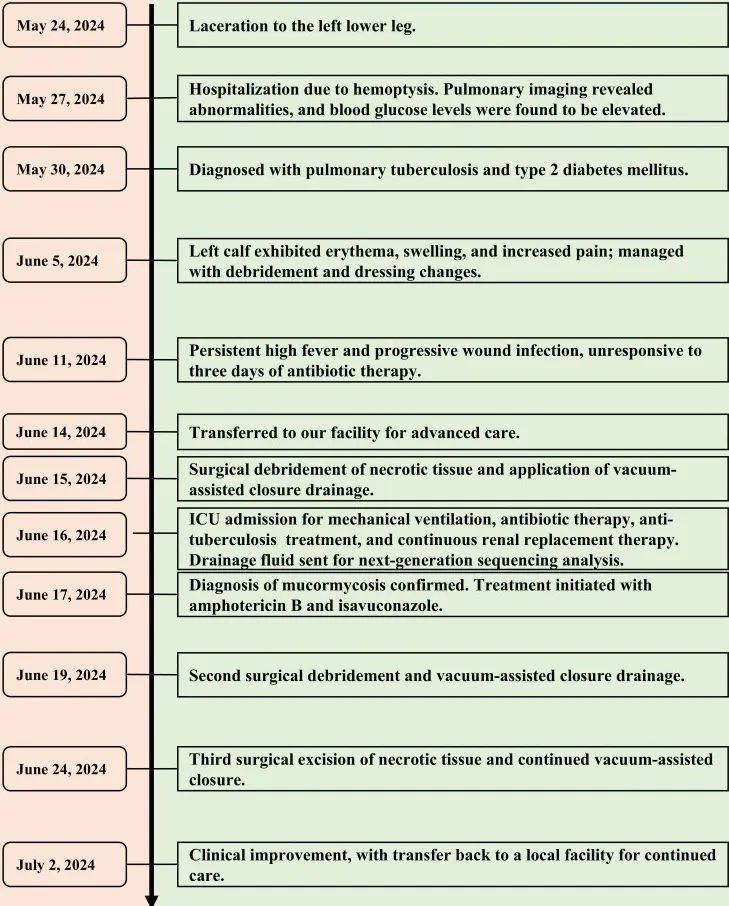 May 24, 2024
Laceration to the left lower leg.
May 27, 2024
Hospitalization due to hemoptysis. Pulmonary imaging revealed
abnormalities, and blood glucose levels were found to be elevated.
May 30, 2024
Diagnosed with pulmonary tuberculosis and type 2 diabetes mellitus.
June 5, 2024
Left calf exhibited erythema, swelling, and increased pain; managed
with debridement and dressing changes.
June 11, 2024
Persistent high fever and progressive wound infection, unresponsive to
three days of antibiotic therapy.
June 14, 2024
Transferred to our facility for advanced care.
June 15, 2024
Surgical debridement of necrotic tissue and application of vacuum-
assisted closure drainage.
June 16, 2024
ICU admission for mechanical ventilation, antibiotic therapy, anti-
tuberculosis  treatment, and continuous renal replacement therapy.
Drainage fluid sent for next-generation sequencing analysis.
June 17, 2024
Diagnosis of mucormycosis confirmed. Treatment initiated with
amphotericin B and isavuconazole.
June 19, 2024
Second surgical debridement and vacuum-assisted closure drainage.
June 24, 2024
Third surgical excision of necrotic tissue and continued vacuum-assisted
closure.
July 2, 2024
Clinical improvement, with transfer back to a local facility for continued
care.